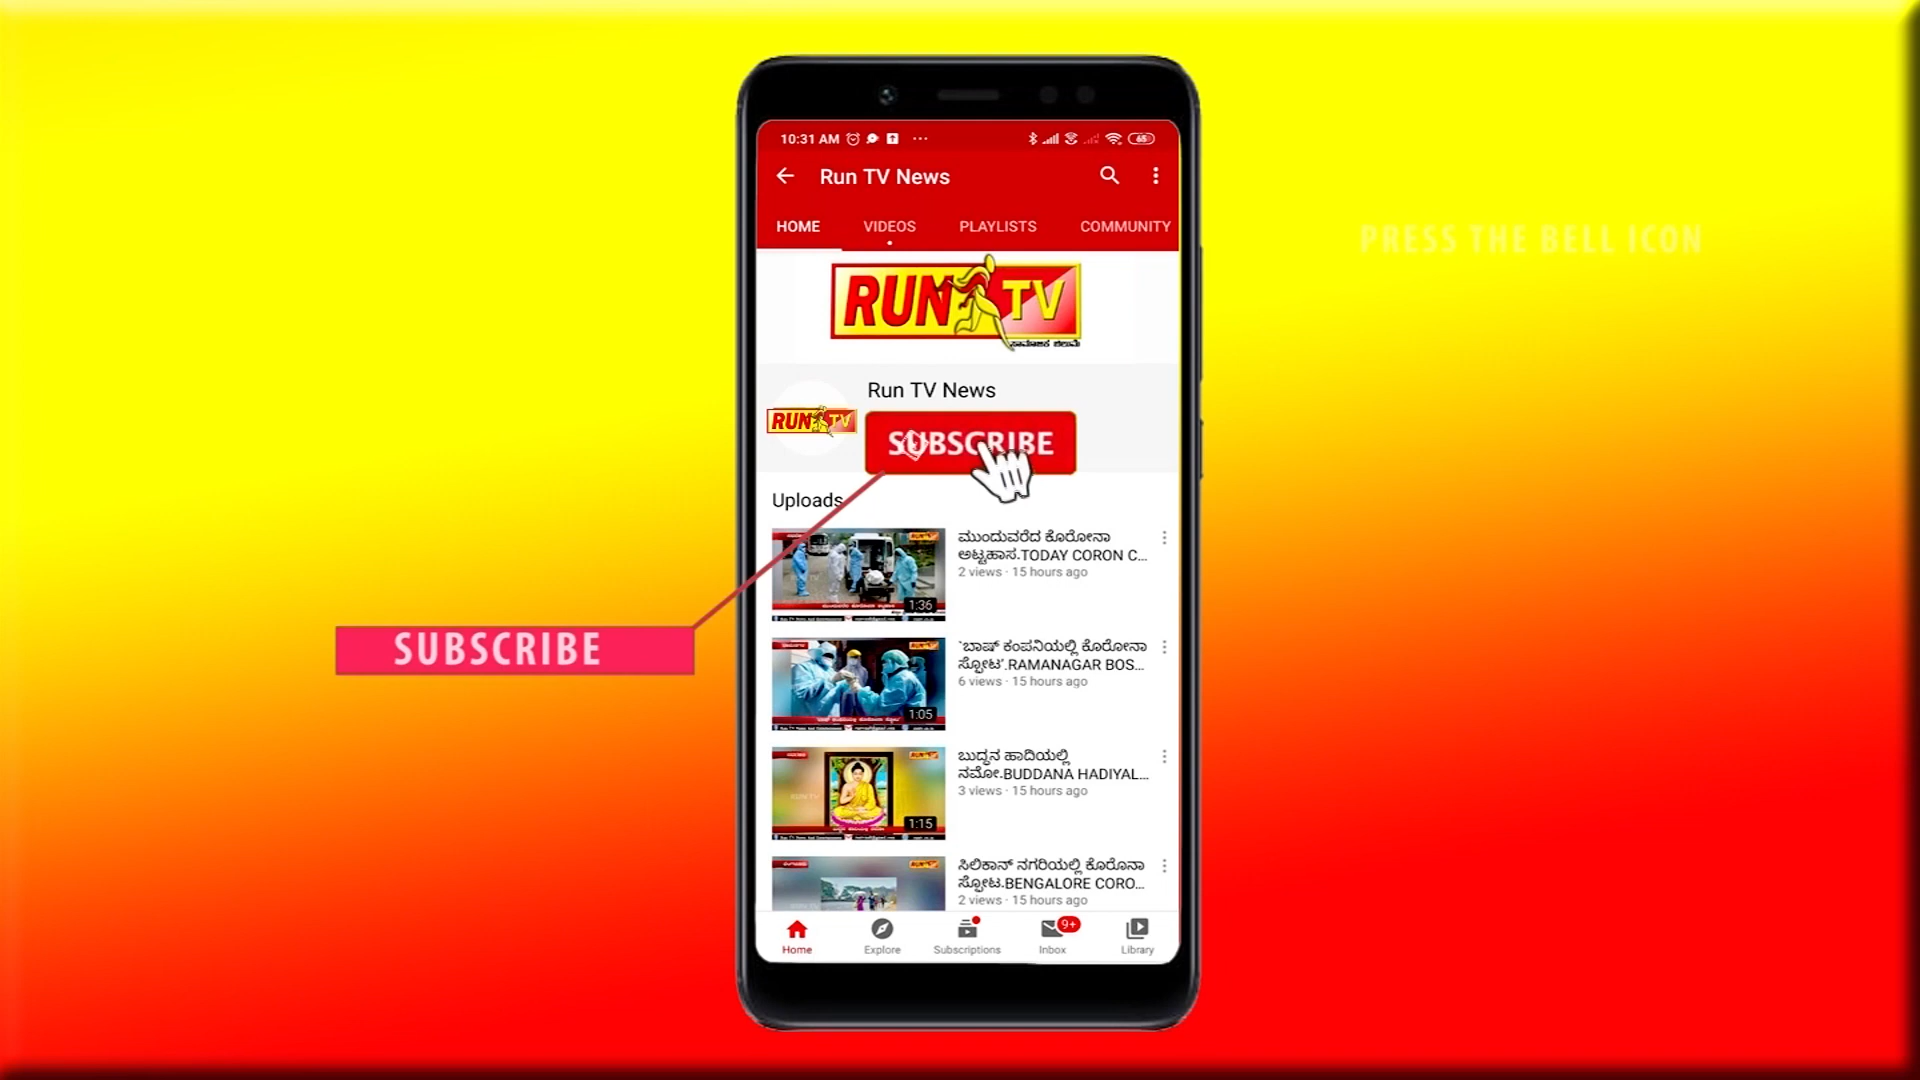 10:31 AM
65
Run TV News
HOME VIDEOS PLAYLISTS COMMUNITY
PRESS THE BELL ICON
RUN TV
ಸಾಮಾಜಿಕ ಚಿಲುಮೆ
Run TV News
RUN TV
SUBSCRIBE
Uploads
ಮುಂದುವರೆದ ಕೊರೋನಾ
ಅಟ್ಟಹಾಸ.TODAY CORON C...
2 views · 15 hours ago
1:36
SUBSCRIBE
`ಬಾಷ್ ಕಂಪನಿಯಲ್ಲಿ ಕೊರೋನಾ
ಸ್ಫೋಟ'.RAMANAGAR BOS...
6 views · 15 hours ago
1:05
ಬುದ್ಧನ ಹಾದಿಯಲ್ಲಿ
ನಮೋ.BUDDANA HADIYAL...
3 views · 15 hours ago
1:15
ಸಿಲಿಕಾನ್ ನಗರಿಯಲ್ಲಿ ಕೊರೊನಾ
ಸ್ಫೋಟ.BENGALORE CORO...
2 views · 15 hours ago
9+
Home Explore Subscriptions Inbox Library